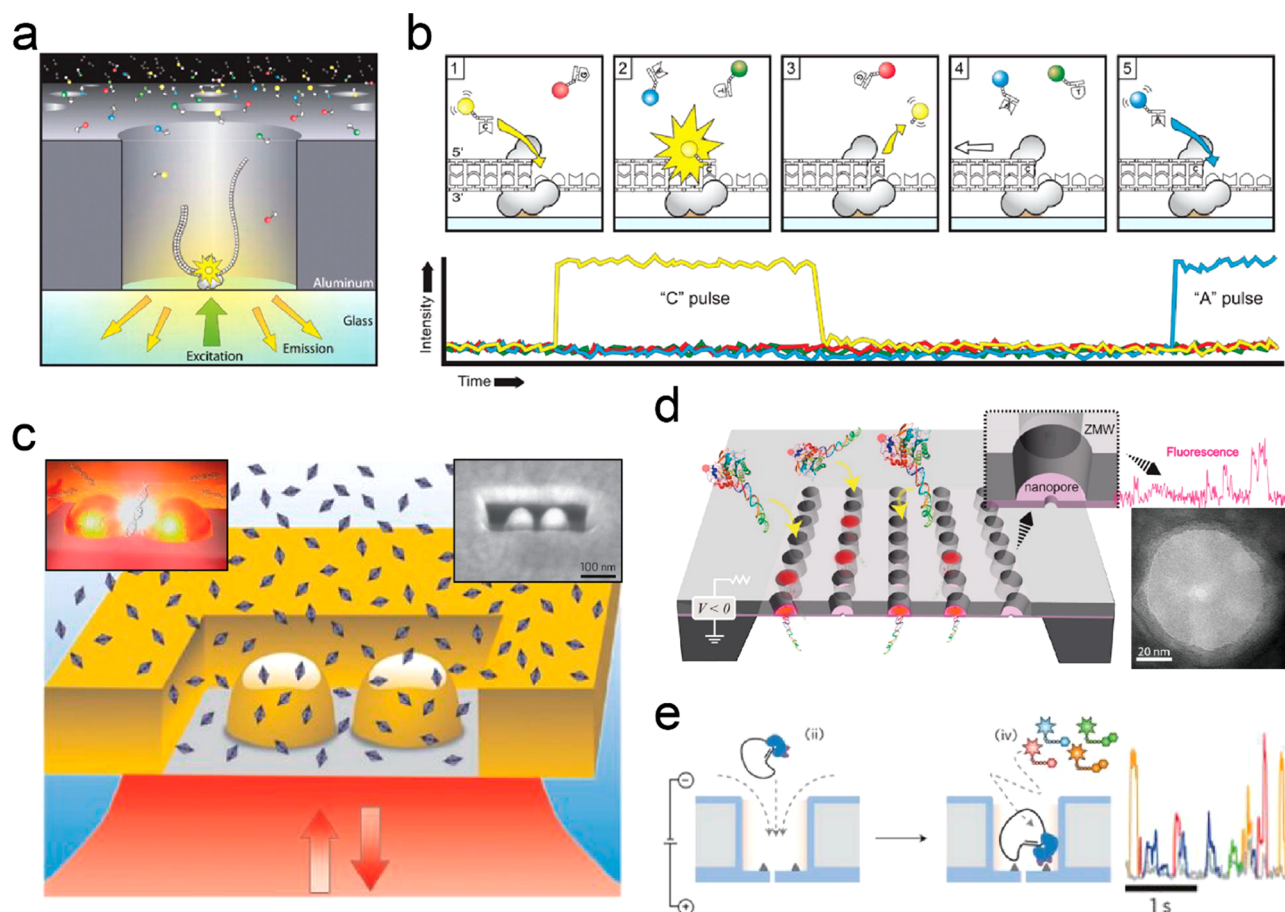 a
Aluminum
Glass
Excitation
Emission
b
1
2
3
4
5
C
G
A
T
5'
3'
C
C
C
C
Intensity
"C" pulse
"A" pulse
Time
c
100 nm
d
ZMW
nanopore
Fluorescence
V < 0
20 nm
e
(ii)
(iv)
−
+
1 s